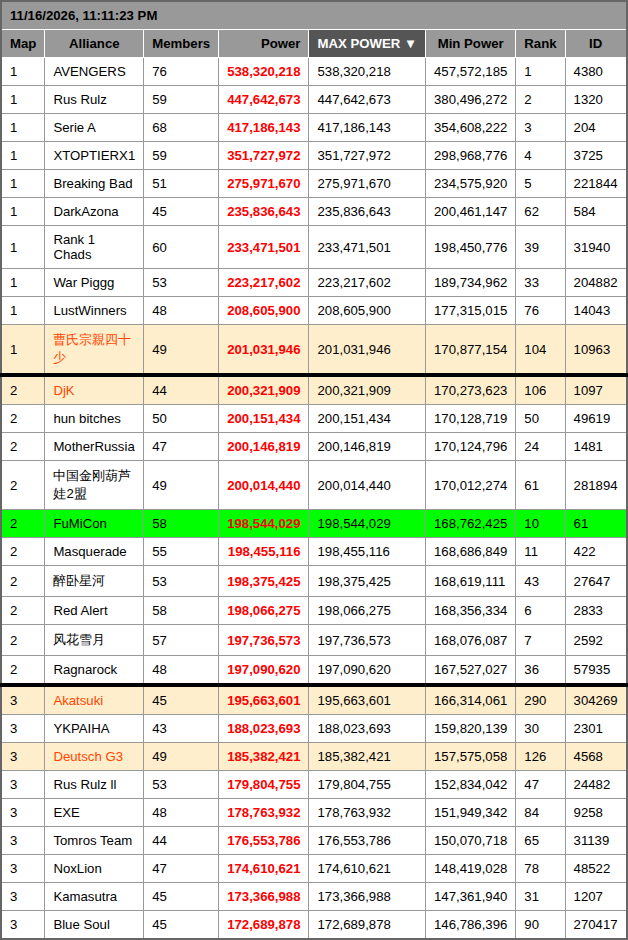 11/16/2026, 11:11:23 PM
Map Alliance Members Power MAX POWER ▼ Min Power Rank ID
1 AVENGERS 76 538,320,218 538,320,218 457,572,185 1 4380
1 Rus Rulz 59 447,642,673 447,642,673 380,496,272 2 1320
1 Serie A 68 417,186,143 417,186,143 354,608,222 3 204
1 XTOPTIERX1 59 351,727,972 351,727,972 298,968,776 4 3725
1 Breaking Bad 51 275,971,670 275,971,670 234,575,920 5 221844
1 DarkAzona 45 235,836,643 235,836,643 200,461,147 62 584
1 Rank 1
Chads 60 233,471,501 233,471,501 198,450,776 39 31940
1 War Piggg 53 223,217,602 223,217,602 189,734,962 33 204882
1 LustWinners 48 208,605,900 208,605,900 177,315,015 76 14043
1 曹氏宗親四十
少 49 201,031,946 201,031,946 170,877,154 104 10963
2 DjK 44 200,321,909 200,321,909 170,273,623 106 1097
2 hun bitches 50 200,151,434 200,151,434 170,128,719 50 49619
2 MotherRussia 47 200,146,819 200,146,819 170,124,796 24 1481
2 中国金刚葫芦
娃2盟 49 200,014,440 200,014,440 170,012,274 61 281894
2 FuMiCon 58 198,544,029 198,544,029 168,762,425 10 61
2 Masquerade 55 198,455,116 198,455,116 168,686,849 11 422
2 醉卧星河 53 198,375,425 198,375,425 168,619,111 43 27647
2 Red Alert 58 198,066,275 198,066,275 168,356,334 6 2833
2 风花雪月 57 197,736,573 197,736,573 168,076,087 7 2592
2 Ragnarock 48 197,090,620 197,090,620 167,527,027 36 57935
3 Akatsuki 45 195,663,601 195,663,601 166,314,061 290 304269
3 YKPAIHA 43 188,023,693 188,023,693 159,820,139 30 2301
3 Deutsch G3 49 185,382,421 185,382,421 157,575,058 126 4568
3 Rus Rulz ll 53 179,804,755 179,804,755 152,834,042 47 24482
3 EXE 48 178,763,932 178,763,932 151,949,342 84 9258
3 Tomros Team 44 176,553,786 176,553,786 150,070,718 65 31139
3 NoxLion 47 174,610,621 174,610,621 148,419,028 78 48522
3 Kamasutra 45 173,366,988 173,366,988 147,361,940 31 1207
3 Blue Soul 45 172,689,878 172,689,878 146,786,396 90 270417